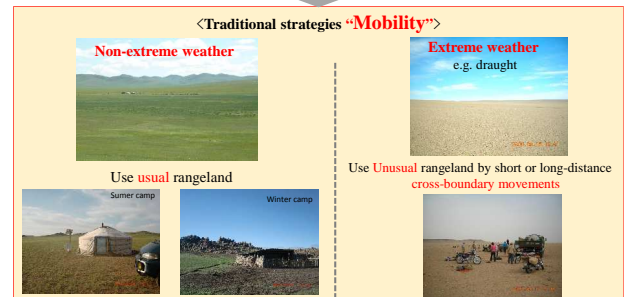 <Traditional strategies “Mobility”>
Non-extreme weather
Use usual rangeland
Sumer camp
Winter camp
Extreme weather
e.g. draught
Use Unusual rangeland by short or long-distance
cross-boundary movements